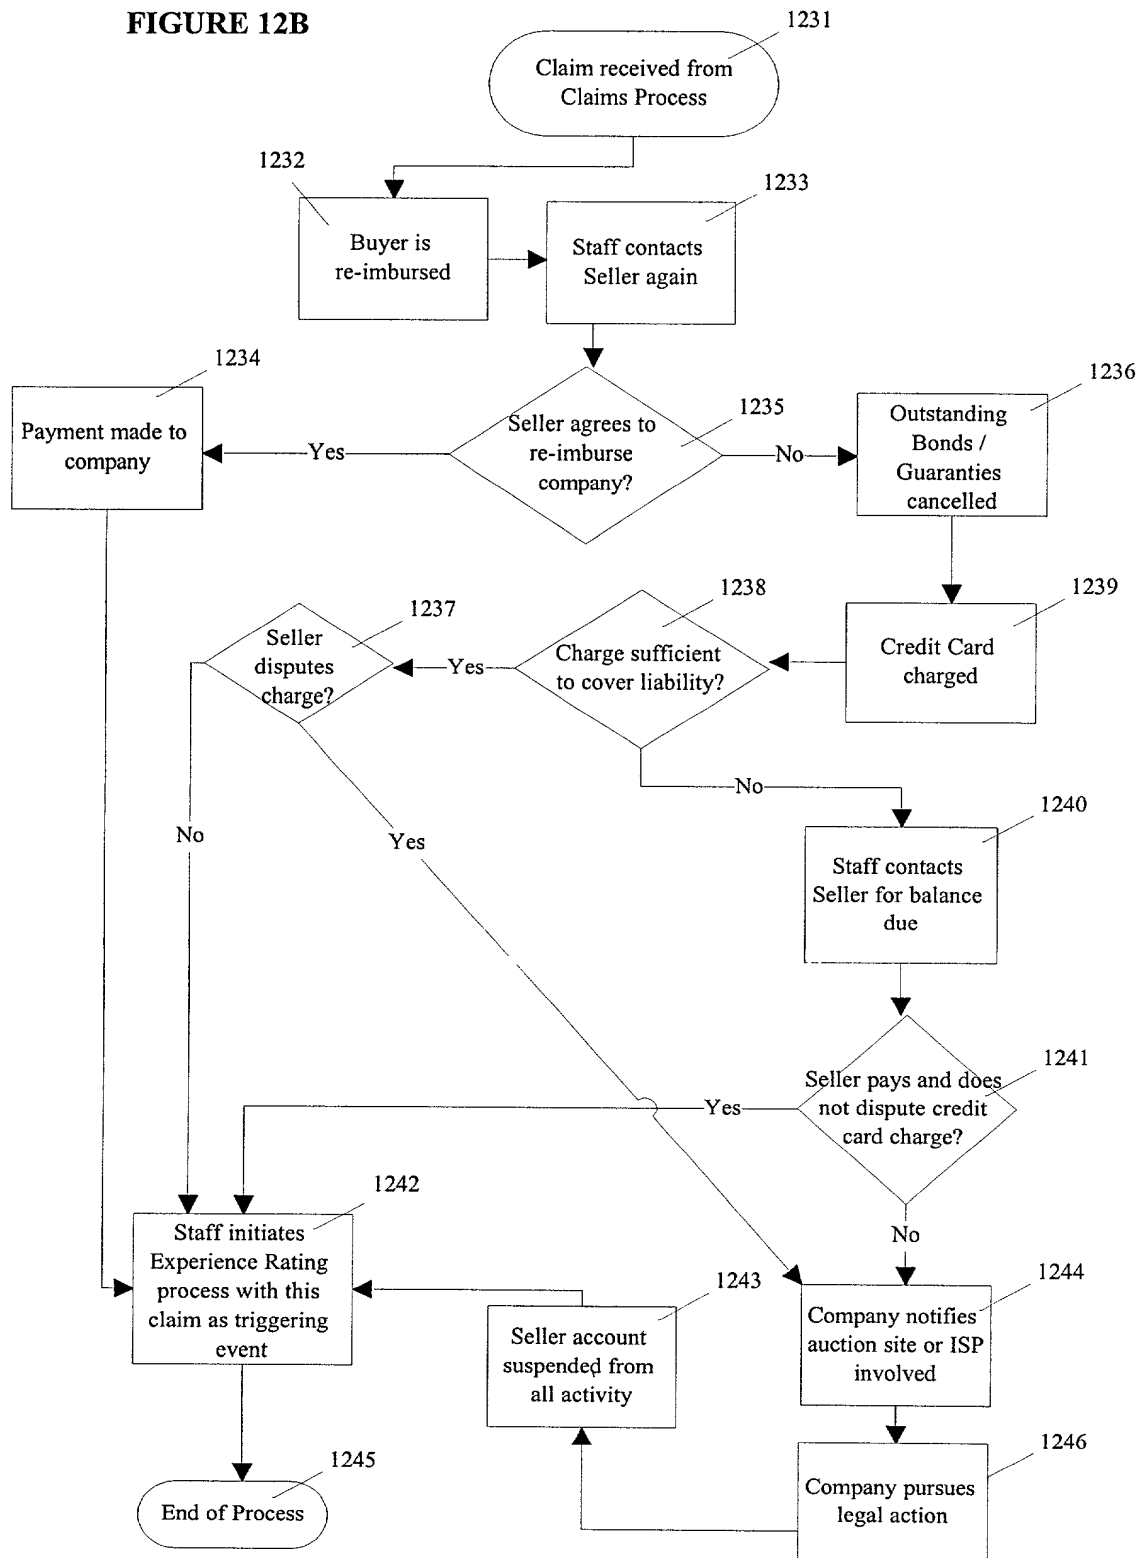 FIGURE 12B
1231
Claim received from
Claims Process
1232
Buyer is
re-imbursed
1233
Staff contacts
Seller again
1234
Payment made to
company
1235
Seller agrees to
re-imburse
company?
Yes
No
1236
Outstanding
Bonds /
Guaranties
cancelled
1237
Seller
disputes
charge?
1238
Charge sufficient
to cover liability?
Yes
1239
Credit Card
charged
No
Yes
No
1240
Staff contacts
Seller for balance
due
1241
Seller pays and does
not dispute credit
card charge?
Yes
No
1242
Staff initiates
Experience Rating
process with this
claim as triggering
event
1243
Seller account
suspended from
all activity
1244
Company notifies
auction site or ISP
involved
1245
End of Process
1246
Company pursues
legal action